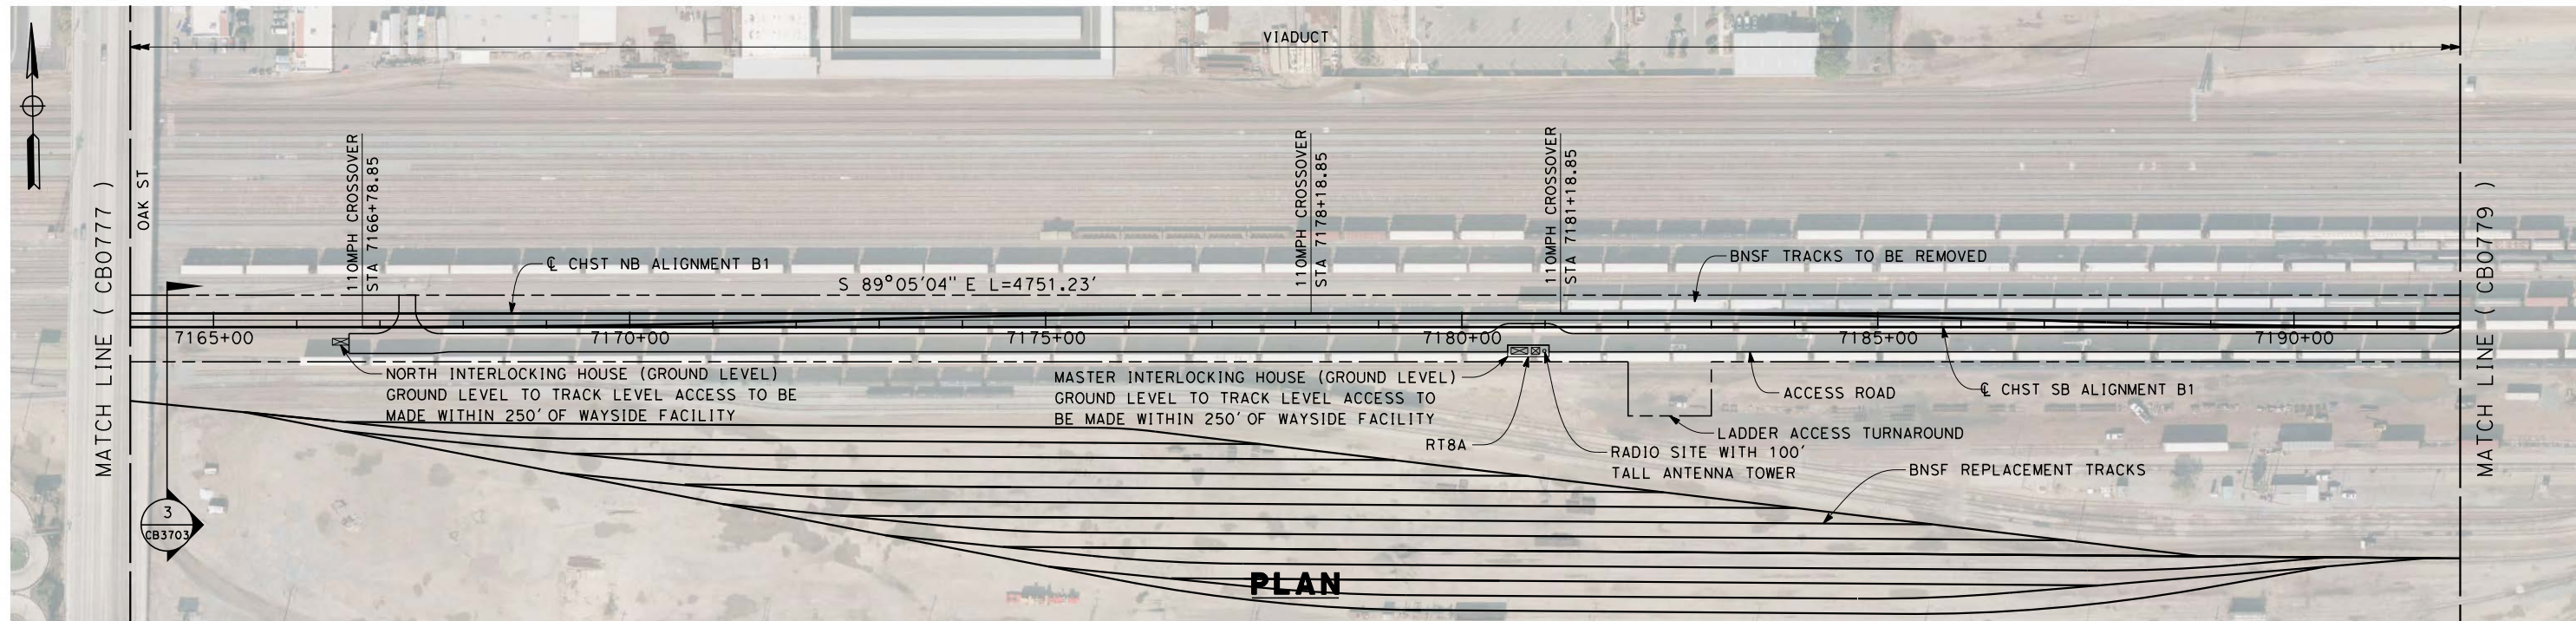 VIADUCT
OAK ST
MATCH LINE ( CB0777 )
110MPH CROSSOVER
STA 7166+78.85
110MPH CROSSOVER
STA 7178+18.85
110MPH CROSSOVER
STA 7181+18.85
MATCH LINE ( CB0779 )
℄ CHST NB ALIGNMENT B1
S 89°05'04" E L=4751.23'
BNSF TRACKS TO BE REMOVED
7165+00
7170+00
7175+00
7180+00
7185+00
7190+00
NORTH INTERLOCKING HOUSE (GROUND LEVEL)
GROUND LEVEL TO TRACK LEVEL ACCESS TO BE
MADE WITHIN 250' OF WAYSIDE FACILITY
MASTER INTERLOCKING HOUSE (GROUND LEVEL)
GROUND LEVEL TO TRACK LEVEL ACCESS TO
BE MADE WITHIN 250' OF WAYSIDE FACILITY
RT8A
ACCESS ROAD
℄ CHST SB ALIGNMENT B1
LADDER ACCESS TURNAROUND
RADIO SITE WITH 100'
TALL ANTENNA TOWER
BNSF REPLACEMENT TRACKS
3
CB3703
PLAN